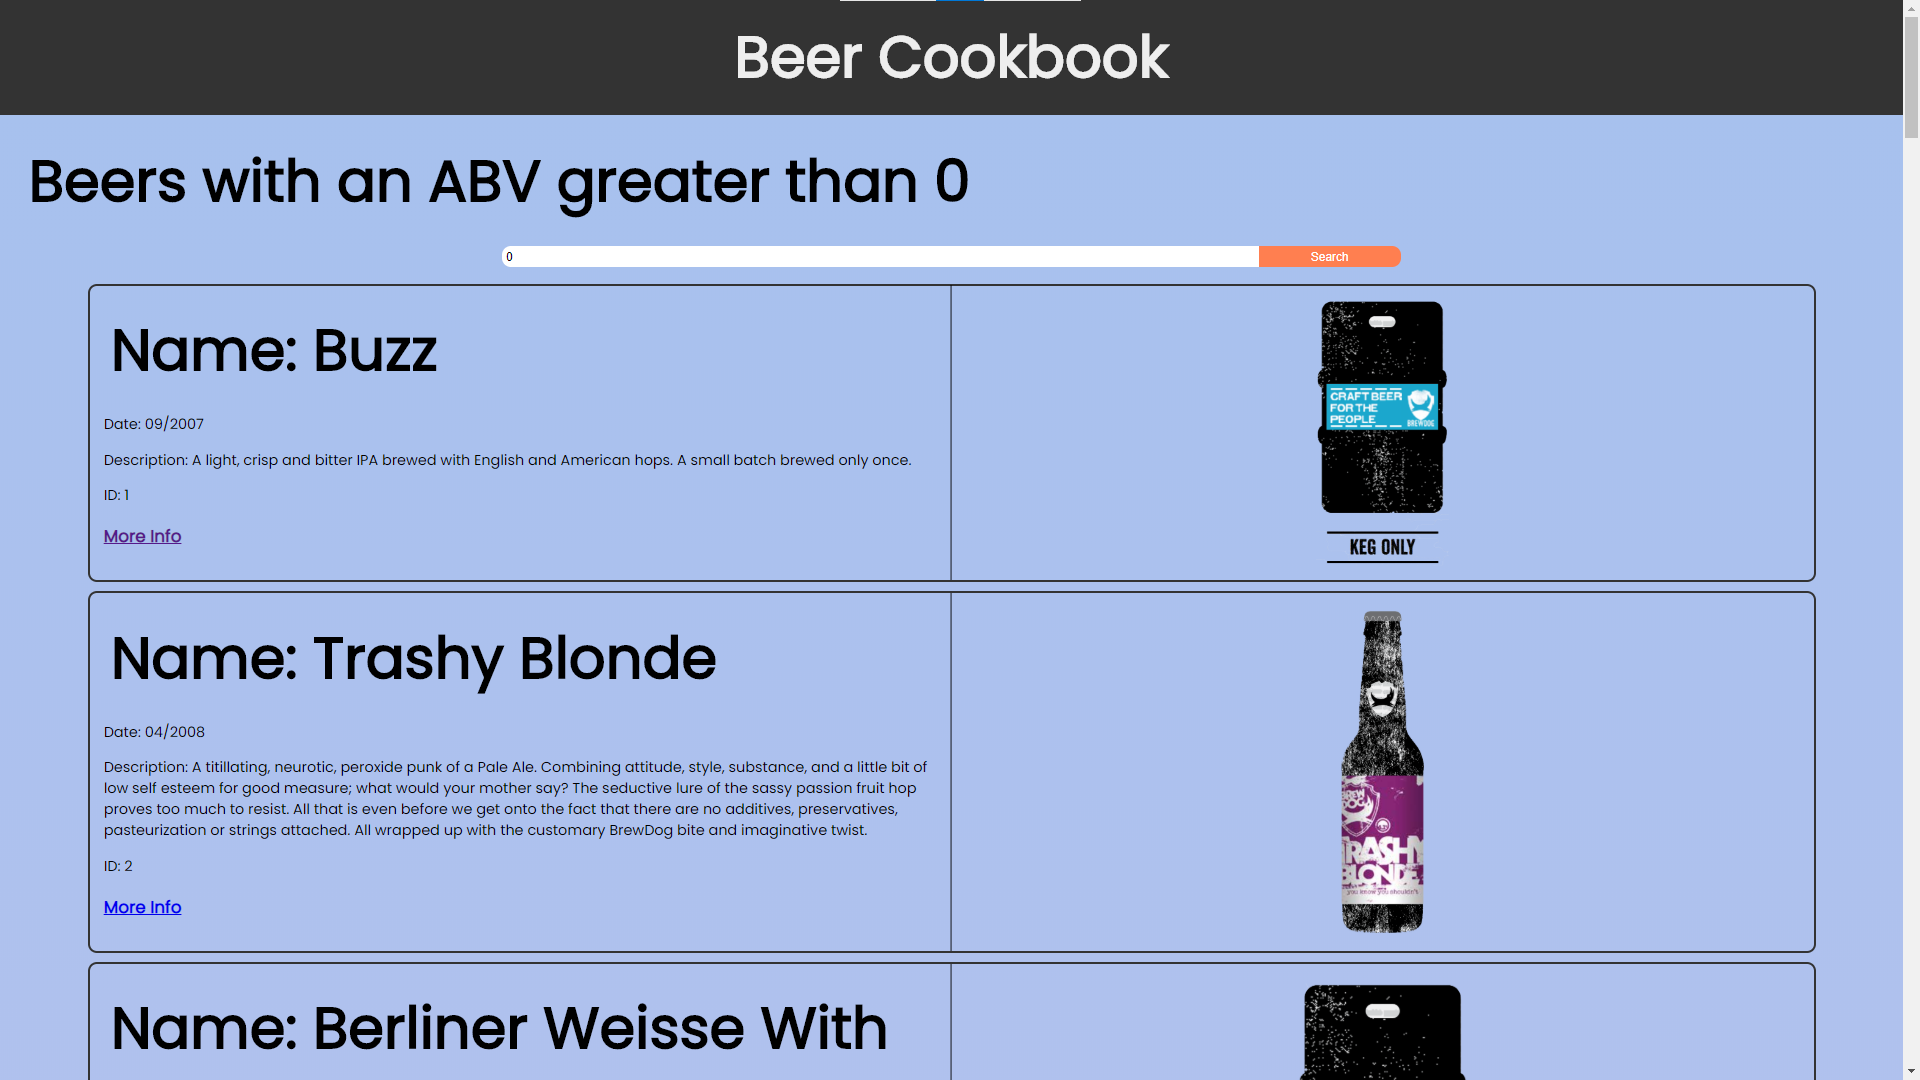 Beer Cookbook
Beers with an ABV greater than 0
0
Search
Name: Buzz
Date: 09/2007
Description: A light, crisp and bitter IPA brewed with English and American hops. A small batch brewed only once.
ID: 1
More Info
CRAFT BEER
FOR THE
PEOPLE
BREWDOG
KEG ONLY
Name: Trashy Blonde
Date: 04/2008
Description: A titillating, neurotic, peroxide punk of a Pale Ale. Combining attitude, style, substance, and a little bit of
low self esteem for good measure; what would your mother say? The seductive lure of the sassy passion fruit hop
proves too much to resist. All that is even before we get onto the fact that there are no additives, preservatives,
pasteurization or strings attached. All wrapped up with the customary BrewDog bite and imaginative twist.
ID: 2
More Info
BREW
DOG
TRASHY
BLONDE
you know you shouldn't
Name: Berliner Weisse With